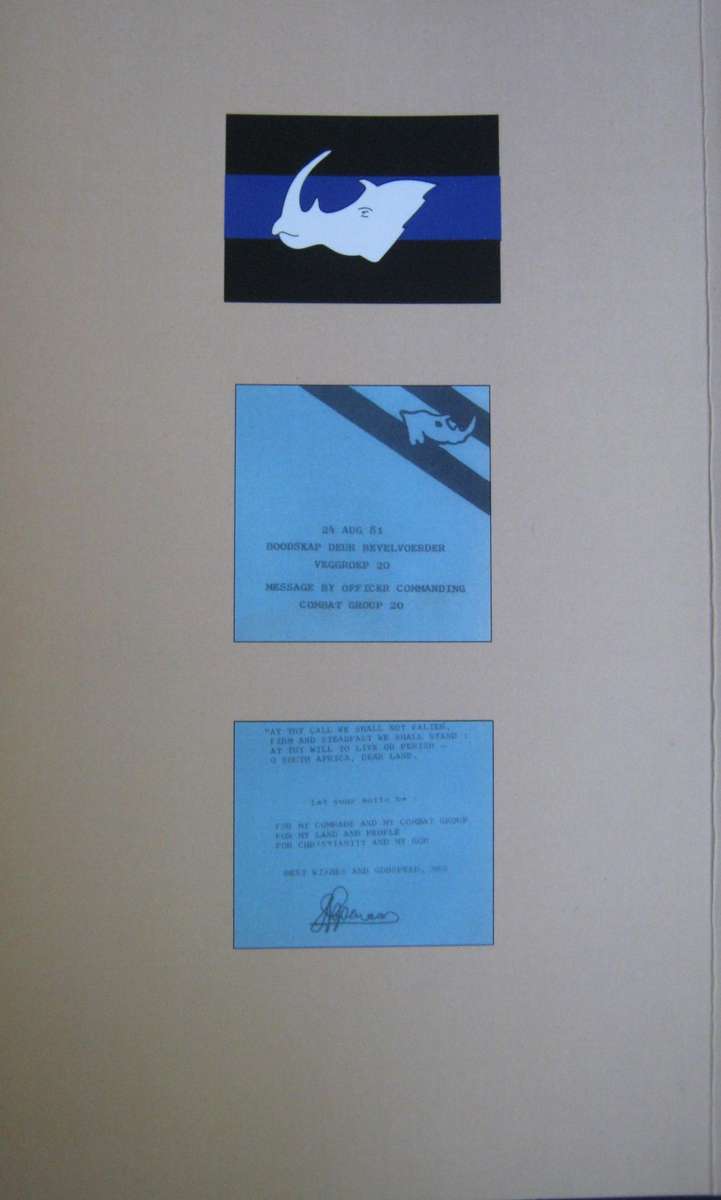 24 AUG 81
BOODSKAP DEUR BEVELVOERDER
VEGGROEP 20
MESSAGE BY OFFICER COMMANDING
COMBAT GROUP 20
"AT THY CALL WE SHALL NOT FALTER,
FIRM AND STEADFAST WE SHALL STAND :
AT THY WILL TO LIVE OR PERISH -
O SOUTH AFRICA, DEAR LAND.
Let your motto be :
FOR MY COMRADE AND MY COMBAT GROUP
FOR MY LAND AND PEOPLE
FOR CHRISTIANITY AND MY GOD
BEST WISHES AND GODSPEED, MEN